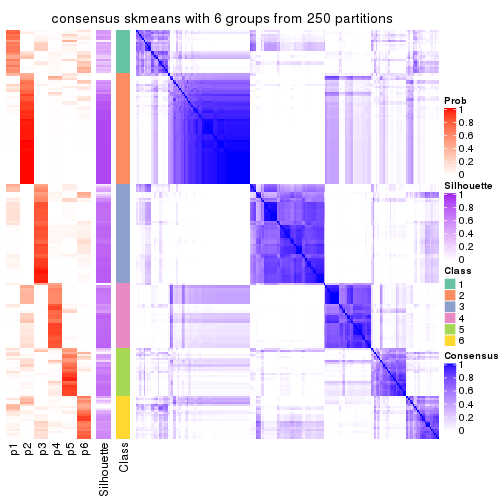 consensus skmeans with 6 groups from 250 partitions
Prob
1
0.8
0.6
0.4
0.2
0
Silhouette
1
0.8
0.6
0.4
0.2
0
Class
1
2
3
4
5
6
Consensus
1
0.8
0.6
0.4
0.2
0
p1
p2
p3
p4
p5
p6
Silhouette
Class